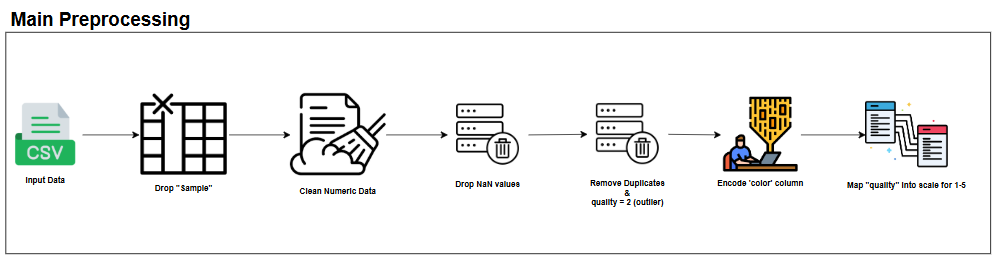 Main Preprocessing
CSV
Input Data
Drop "Sample"
Clean Numeric Data
Drop NaN values
Remove Duplicates
&
quality = 2 (outlier)
Encode 'color' column
Map "quality" into scale for 1-5